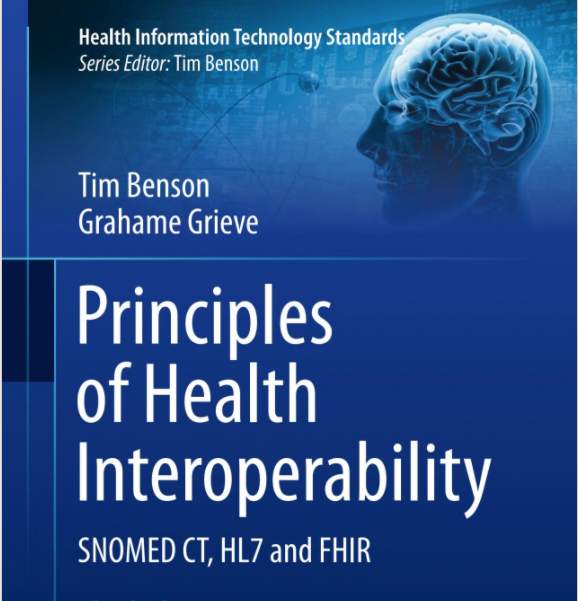 Health Information Technology Standards
Series Editor: Tim Benson
Tim Benson
Grahame Grieve
Principles
of Health
Interoperability
SNOMED CT, HL7 and FHIR